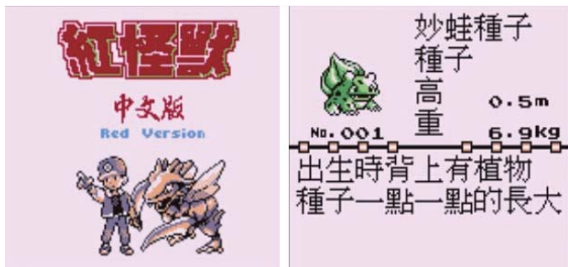 紅怪獸
中文版
Red Version
妙蛙種子
種子
高 0.5m
重 6.9kg
No.001
出生時背上有植物
種子一點一點的長大